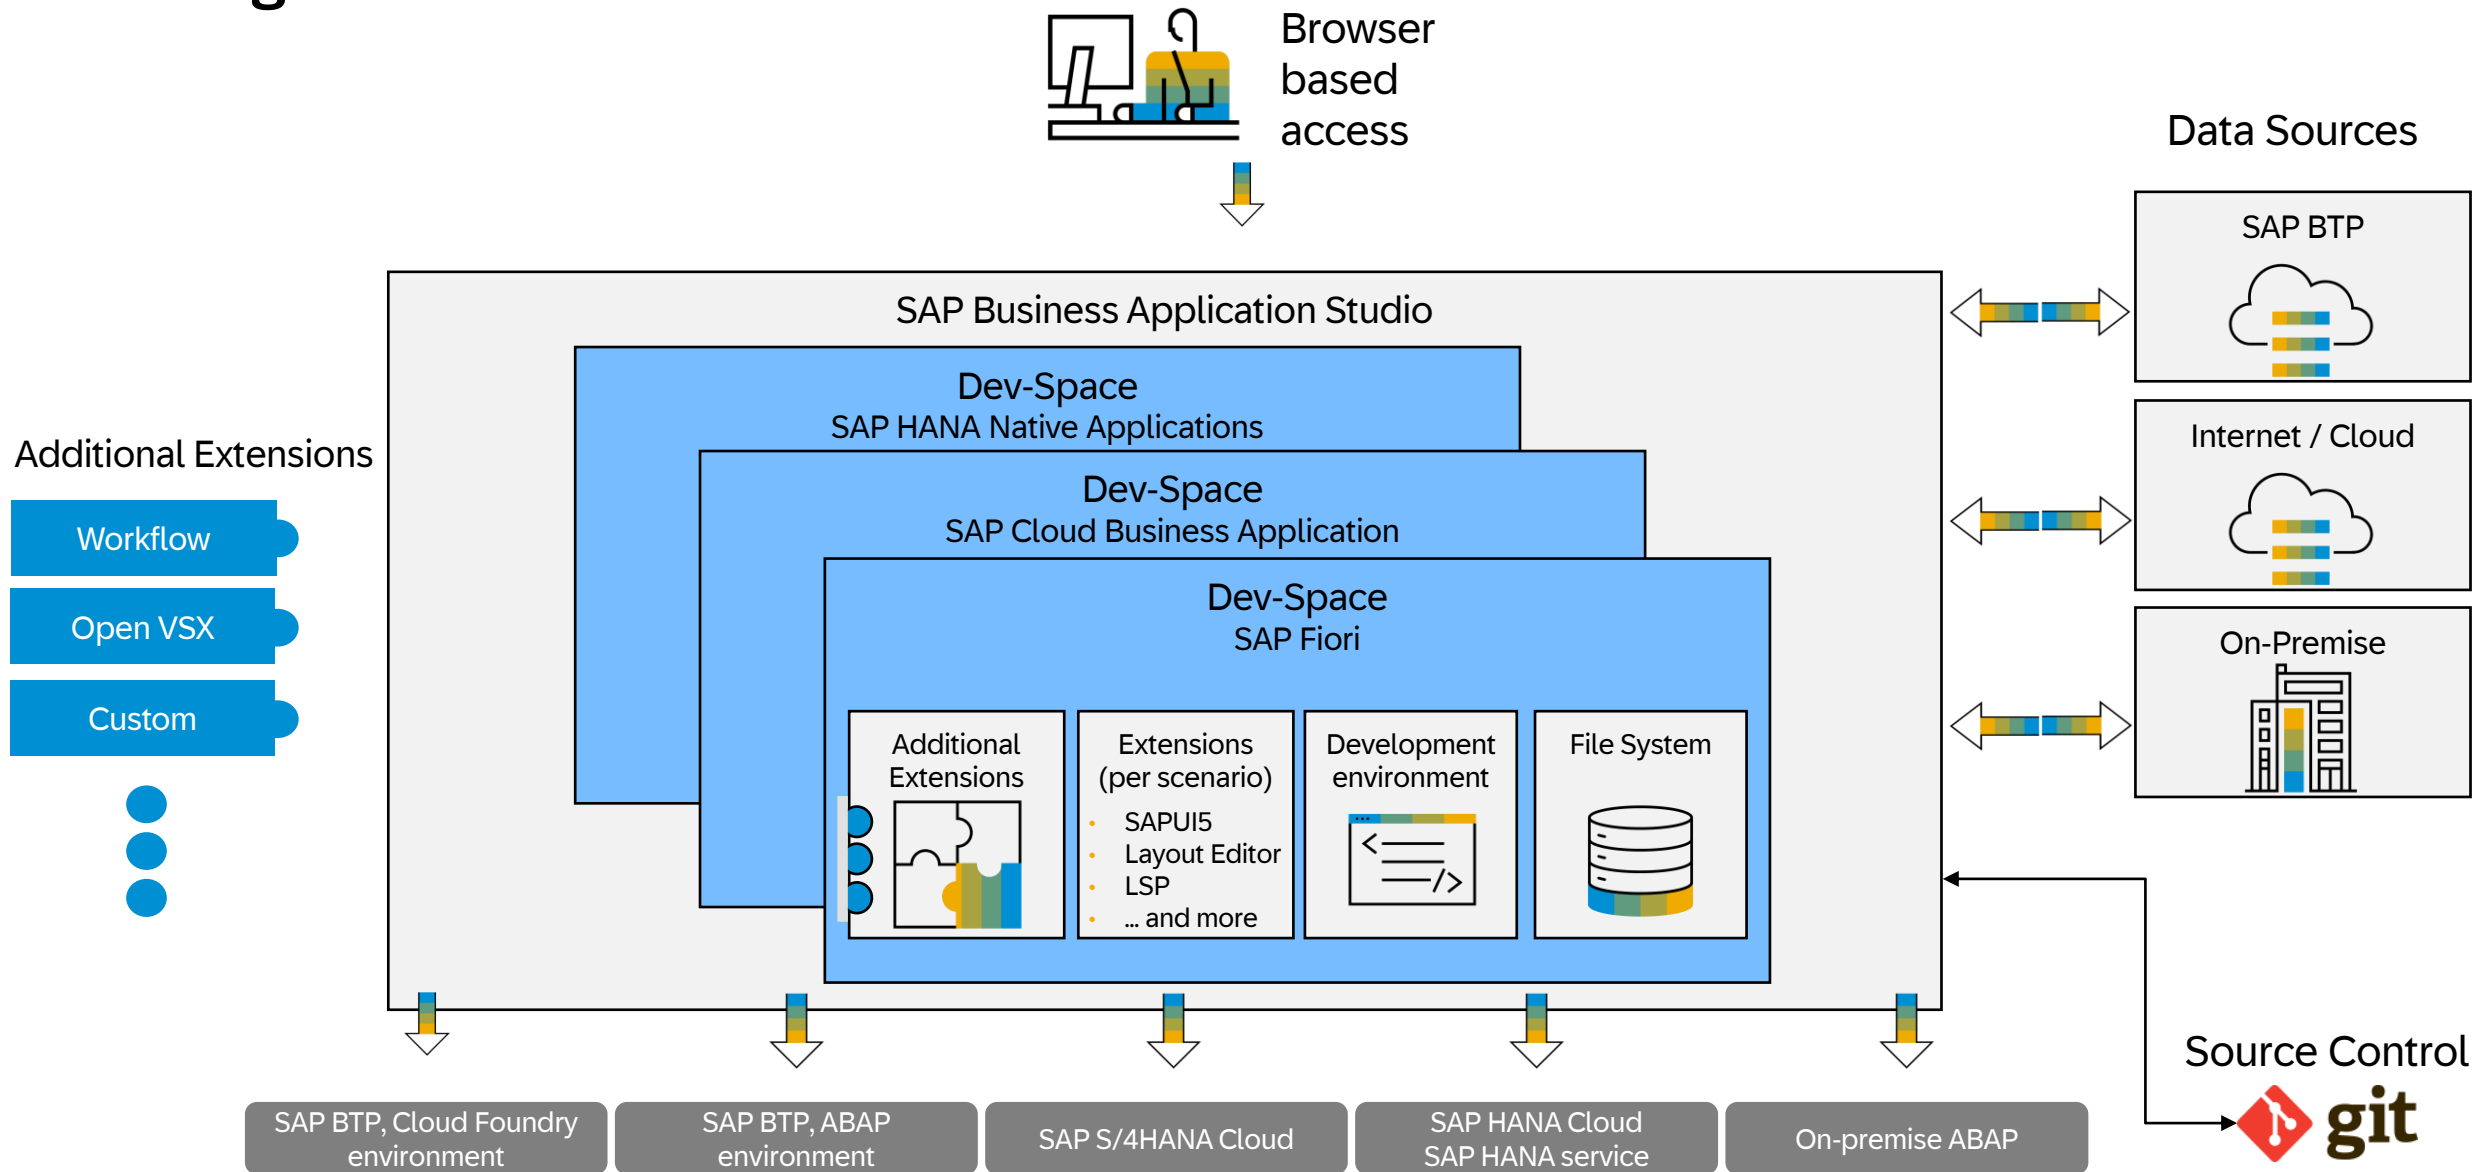 Browser
based
access
Data Sources
SAP BTP
SAP Business Application Studio
Dev-Space
SAP HANA Native Applications
Internet / Cloud
Additional Extensions
Dev-Space
SAP Cloud Business Application
Workflow
Dev-Space
SAP Fiori
Open VSX
On-Premise
Custom
Additional
Extensions
Extensions
(per scenario)
• SAPUI5
• Layout Editor
• LSP
• ... and more
Development
environment
File System
Source Control
git
SAP BTP, Cloud Foundry
environment
SAP BTP, ABAP
environment
SAP S/4HANA Cloud
SAP HANA Cloud
SAP HANA service
On-premise ABAP